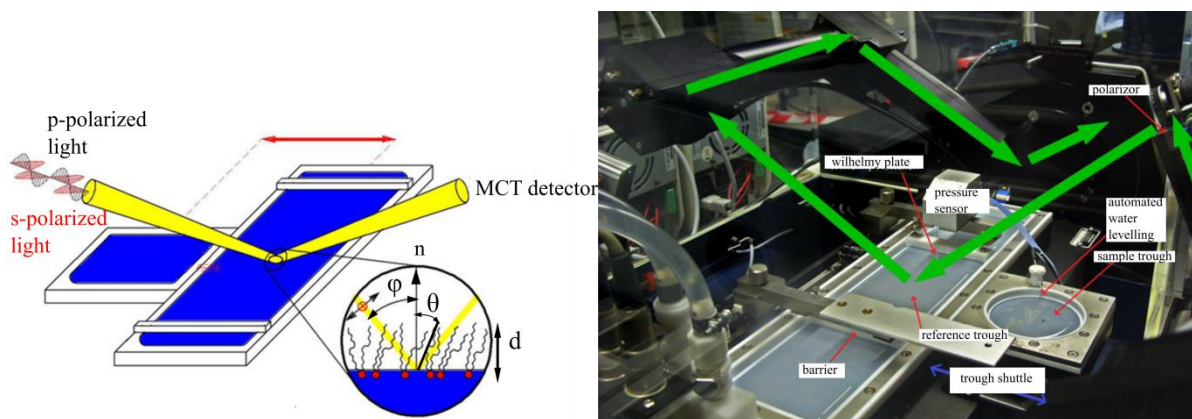 p-polarized
light
s-polarized
light
MCT detector
n
φ
θ
d
polarizor
wilhelmy plate
pressure
sensor
automated
water
levelling
sample trough
reference trough
barrier
trough shuttle